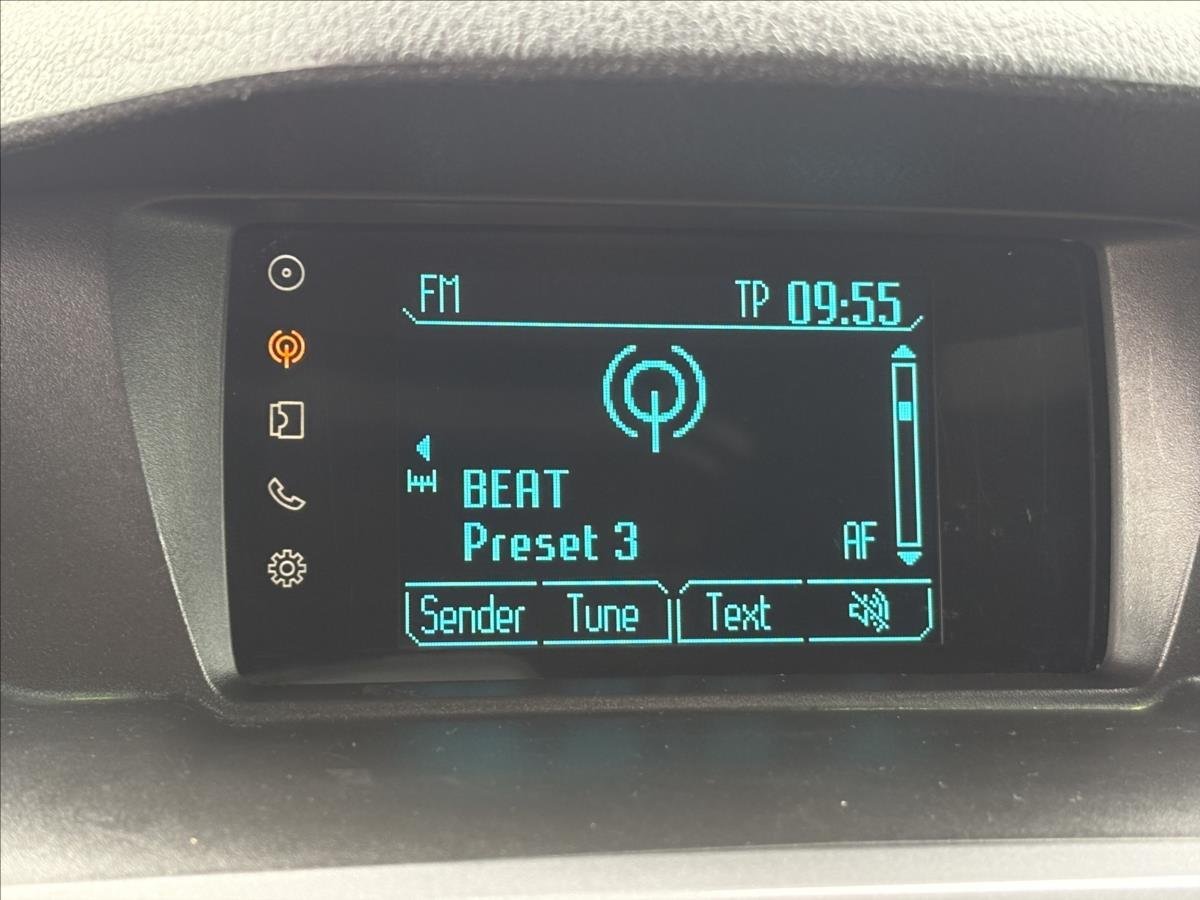 FM TP 09:55
BEAT
Preset 3 AF
Sender Tune Text